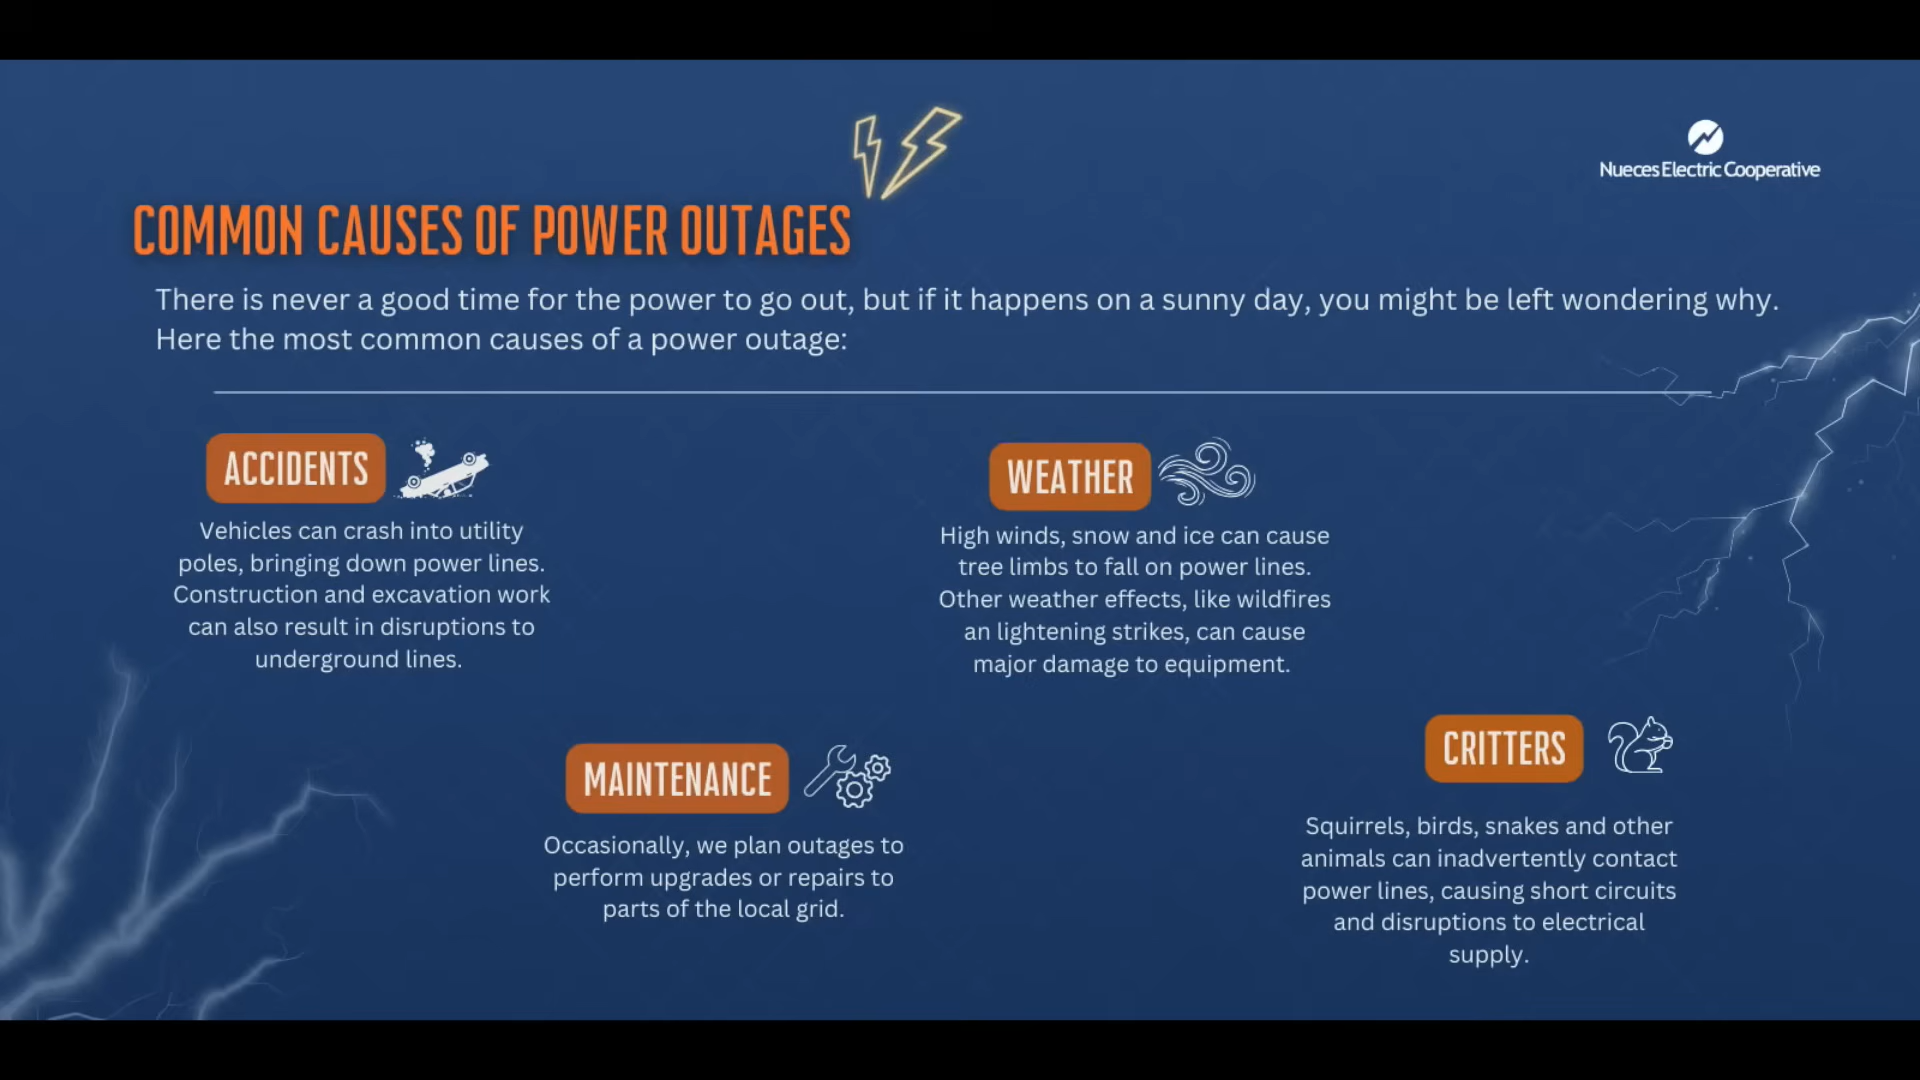 Nueces Electric Cooperative
COMMON CAUSES OF POWER OUTAGES
There is never a good time for the power to go out, but if it happens on a sunny day, you might be left wondering why.
Here the most common causes of a power outage:
ACCIDENTS
Vehicles can crash into utility
poles, bringing down power lines.
Construction and excavation work
can also result in disruptions to
underground lines.
WEATHER
High winds, snow and ice can cause
tree limbs to fall on power lines.
Other weather effects, like wildfires
an lightening strikes, can cause
major damage to equipment.
MAINTENANCE
Occasionally, we plan outages to
perform upgrades or repairs to
parts of the local grid.
CRITTERS
Squirrels, birds, snakes and other
animals can inadvertently contact
power lines, causing short circuits
and disruptions to electrical
supply.